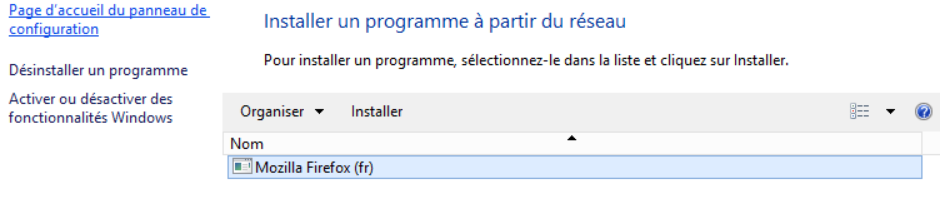 Page d'accueil du panneau de
configuration
Désinstaller un programme
Activer ou désactiver des
fonctionnalités Windows
Installer un programme à partir du réseau
Pour installer un programme, sélectionnez-le dans la liste et cliquez sur Installer.
Organiser Installer
Nom
Mozilla Firefox (fr)